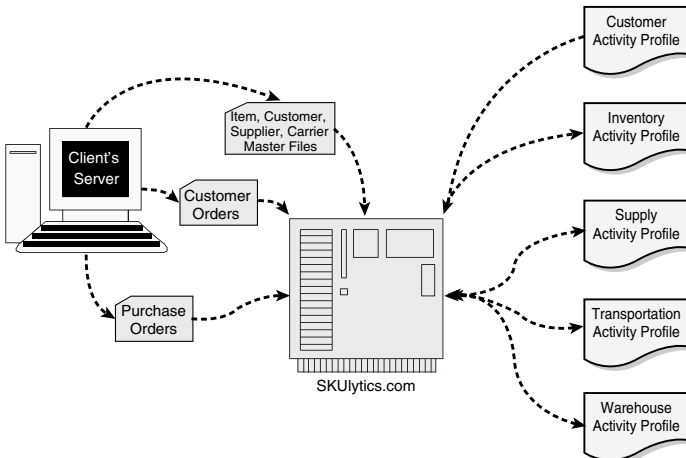 Client's
Server
Item, Customer,
Supplier, Carrier
Master Files
Customer
Orders
Purchase
Orders
SKUlytics.com
Customer
Activity Profile
Inventory
Activity Profile
Supply
Activity Profile
Transportation
Activity Profile
Warehouse
Activity Profile